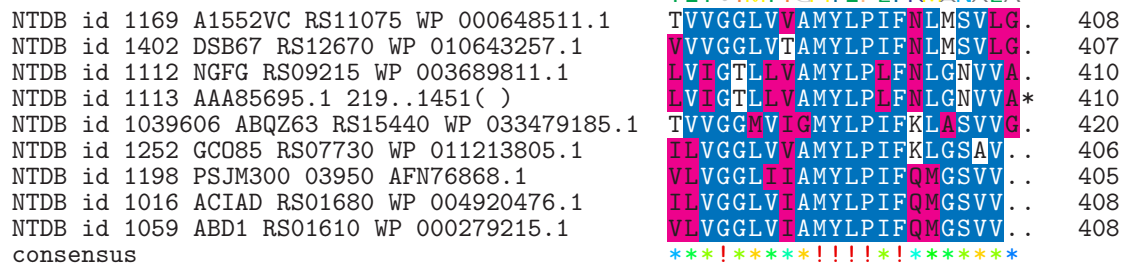 NTDB id 1169 A1552VC RS11075 WP 000648511.1 TVVGGLVVAMYLPIFNLMSVLG. 408
NTDB id 1402 DSB67 RS12670 WP 010643257.1 VVVGGLVTAMYLPIFNLMSVLG. 407
NTDB id 1112 NGFG RS09215 WP 003689811.1 LVIGTLLVAMYLPLFNLGNVVA. 410
NTDB id 1113 AAA85695.1 219..1451( ) LVIGTLLVAMYLPLFNLGNVVA* 410
NTDB id 1039606 ABQZ63 RS15440 WP 033479185.1 TVVGGMVIGMYLPIFKLASVVG. 420
NTDB id 1252 GCO85 RS07730 WP 011213805.1 ILVGGLVVAMYLPIFKLGSAV.. 406
NTDB id 1198 PSJM300 03950 AFN76868.1 VLVGGLIIAMYLPIFQMGSVV.. 405
NTDB id 1016 ACIAD RS01680 WP 004920476.1 ILVGGLVIAMYLPIFQMGSVV.. 408
NTDB id 1059 ABD1 RS01610 WP 000279215.1 VLVGGLVIAMYLPIFQMGSVV.. 408
consensus ***!*****!!!!*!*******